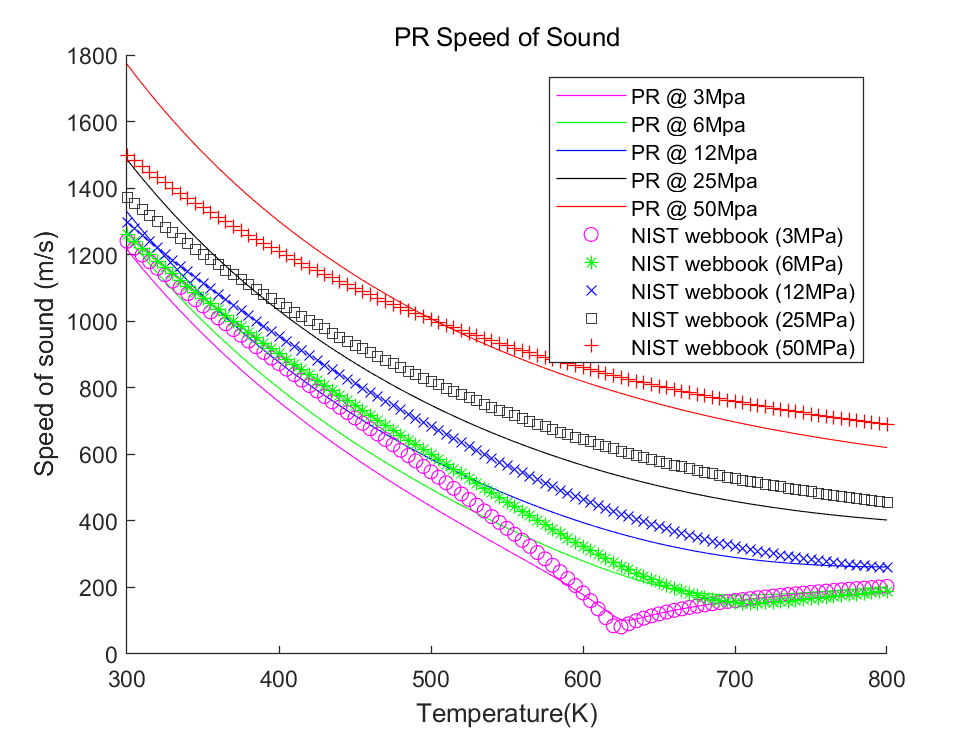 PR Speed of Sound
1800
1600
1400
1200
1000
800
600
400
200
0
Speed of sound (m/s)
300 400 500 600 700 800
Temperature(K)
PR @ 3Mpa
PR @ 6Mpa
PR @ 12Mpa
PR @ 25Mpa
PR @ 50Mpa
NIST webbook (3MPa)
NIST webbook (6MPa)
NIST webbook (12MPa)
NIST webbook (25MPa)
NIST webbook (50MPa)